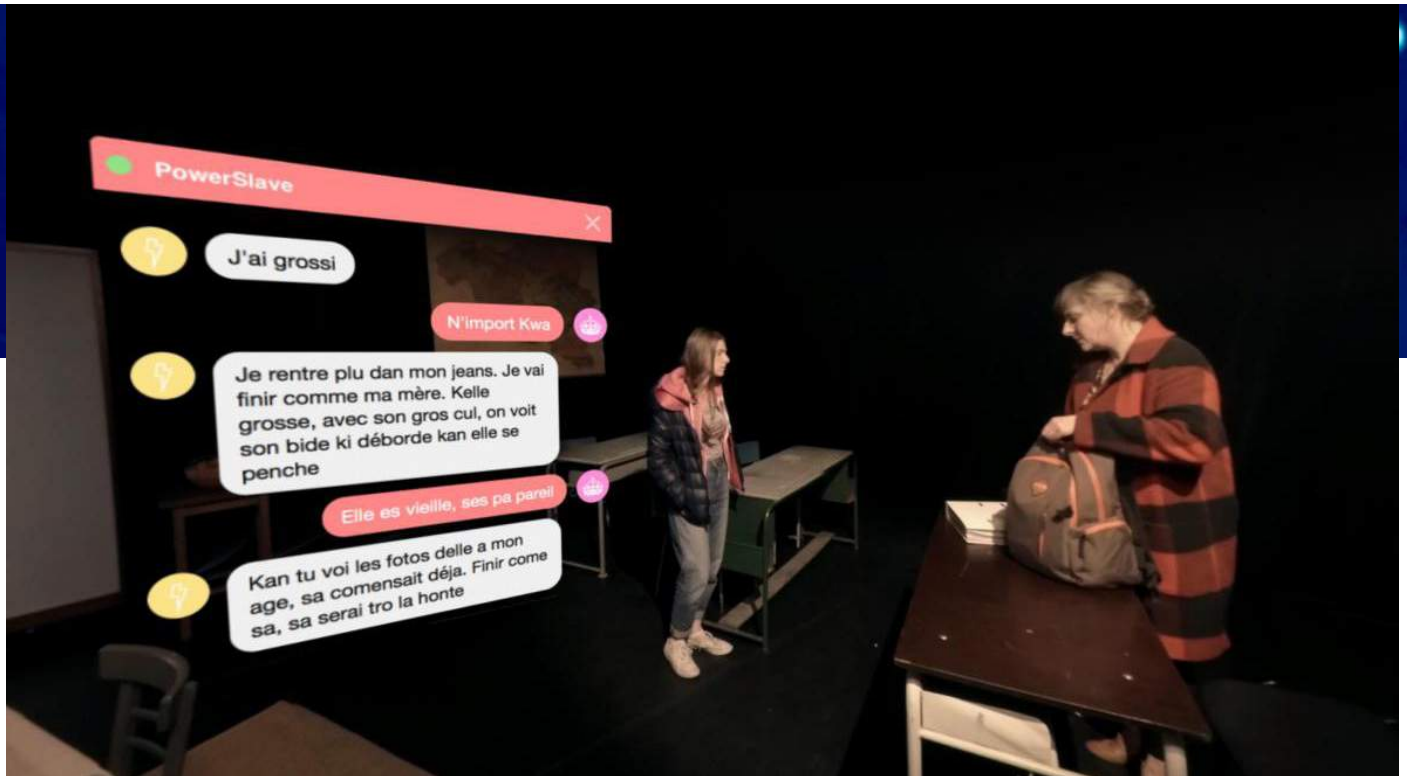 PowerSlave
J'ai grossi
N'import Kwa
Je rentre plu dan mon jeans. Je vai
finir comme ma mère. Kelle
grosse, avec son gros cul, on voit
son bide ki déborde kan elle se
penche
Elle es vieille, ses pa pareil
Kan tu voi les fotos delle a mon
age, sa comensait déja. Finir come
sa, sa serai tro la honte